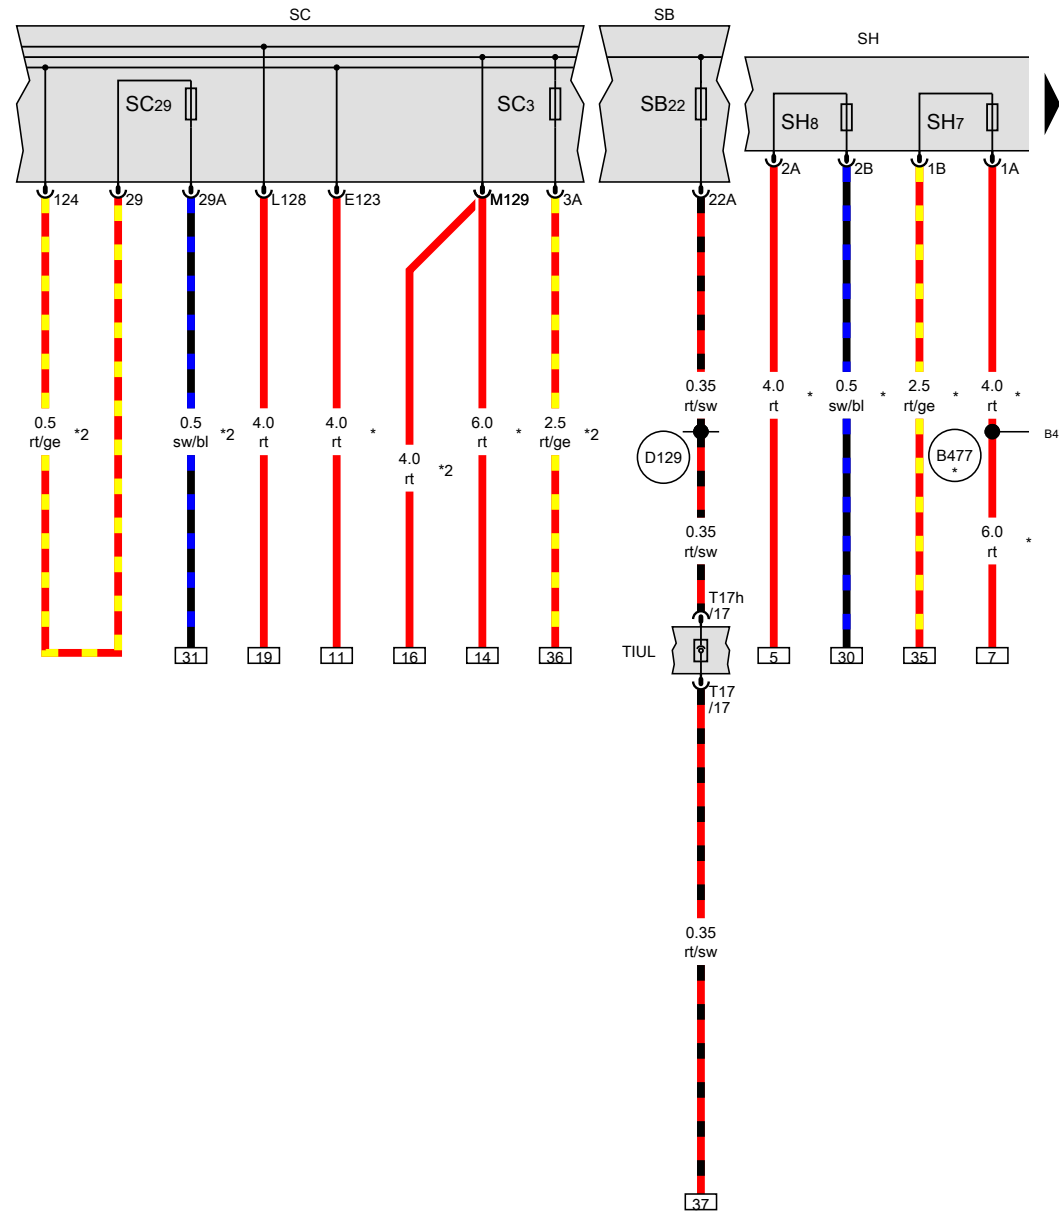 SC
SB
SH
SC29
SC3
SB22
SH8
SH7
124
29
29A
L128
E123
M129
3A
22A
2A
2B
1B
1A
0.5
rt/ge
*2
0.5
sw/bl
*2
4.0
rt
4.0
rt
*
4.0
rt
*2
6.0
rt
*
2.5
rt/ge
*2
0.35
rt/sw
4.0
rt
*
0.5
sw/bl
*
2.5
rt/ge
*
4.0
rt
*
D129
B477
*
B4
0.35
rt/sw
6.0
rt
*
T17h
/17
TIUL
T17
/17
31
19
11
16
14
36
5
30
35
7
0.35
rt/sw
37